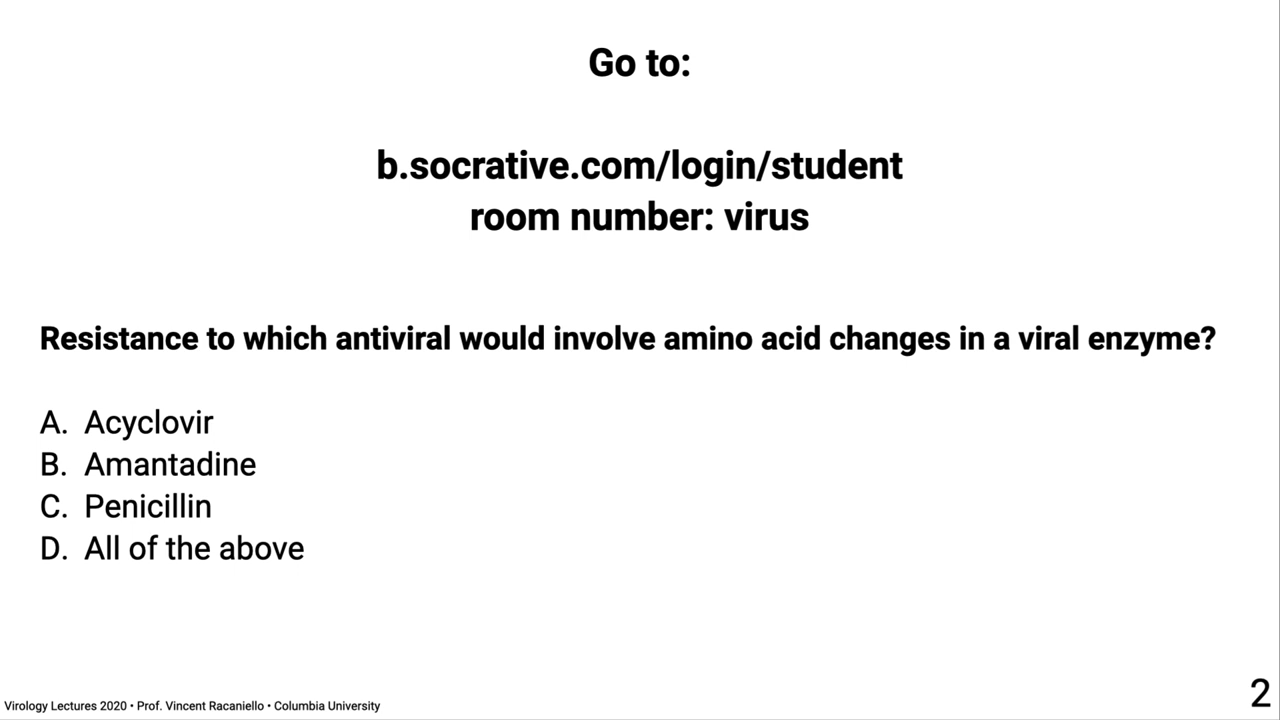 Go to:
b.socrative.com/login/student
room number: virus
Resistance to which antiviral would involve amino acid changes in a viral enzyme?
A. Acyclovir
B. Amantadine
C. Penicillin
D. All of the above
Virology Lectures 2020 • Prof. Vincent Racaniello • Columbia University
2